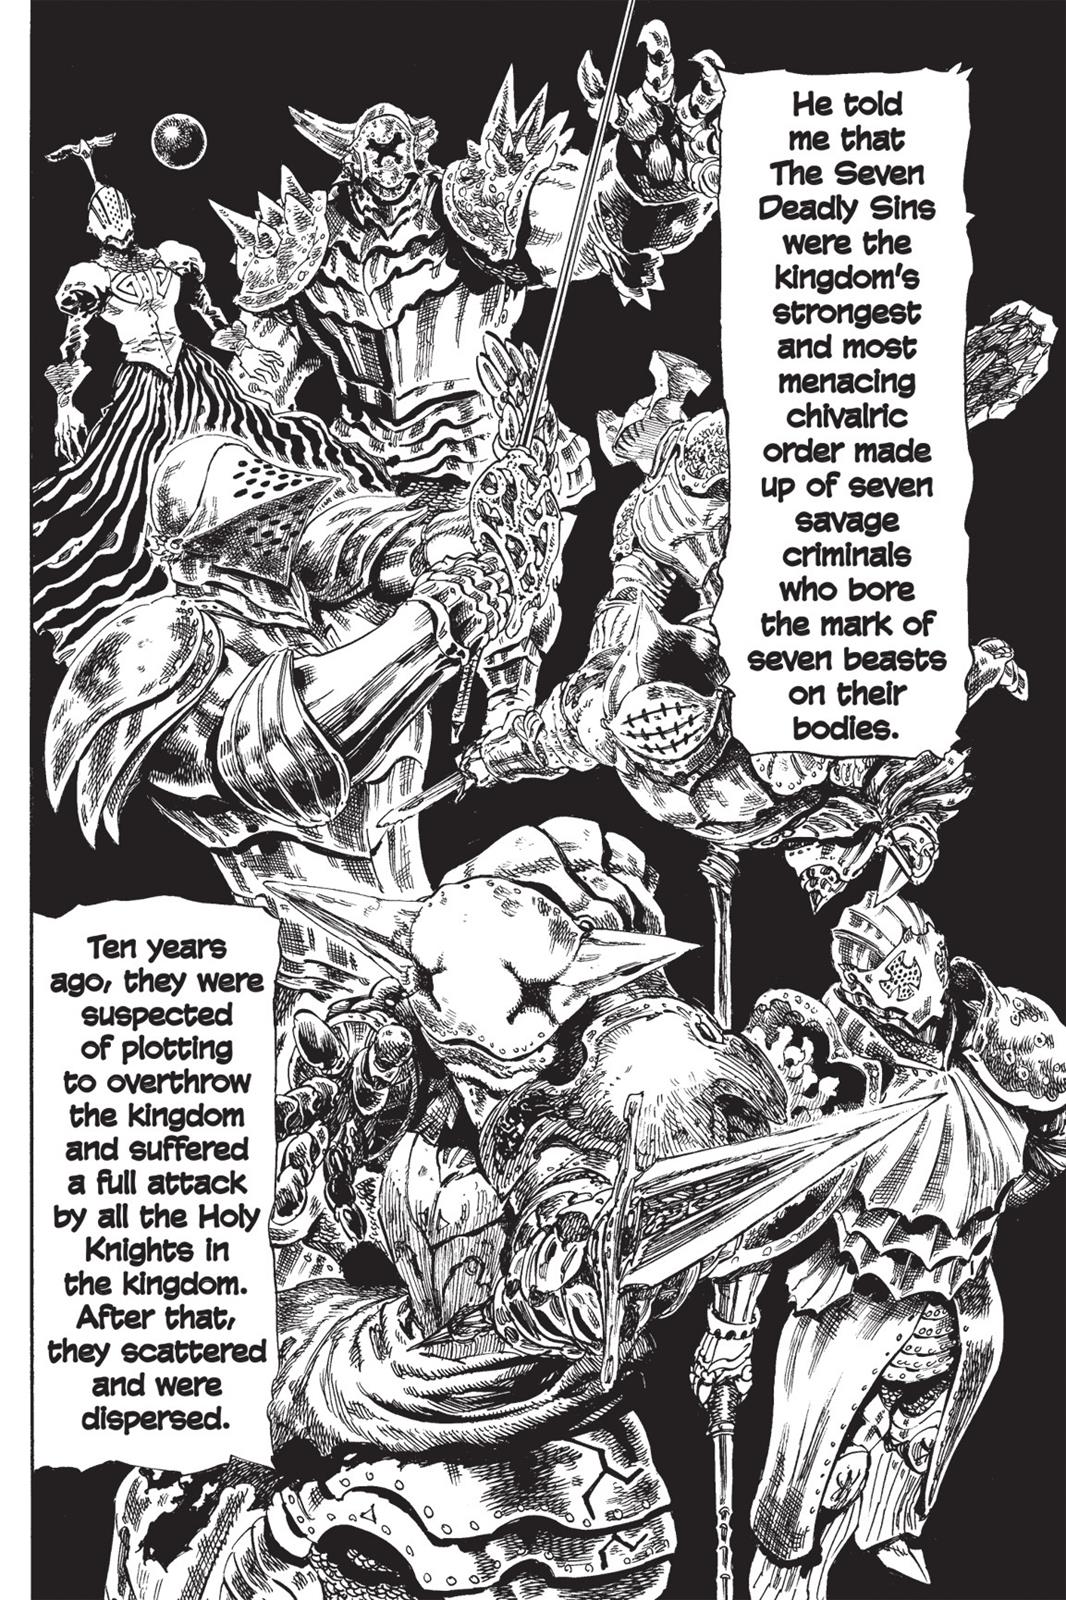 He told
me that
The Seven
Deadly Sins
were the
kingdom's
strongest
and most
menacing
chivalric
order made
up of seven
savage
criminals
who bore
the mark of
seven beasts
on their
bodies.
Ten years
ago, they were
suspected
of plotting
to overthrow
the kingdom
and suffered
a full attack
by all the Holy
Knights in
the kingdom.
After that,
they scattered
and were
dispersed.